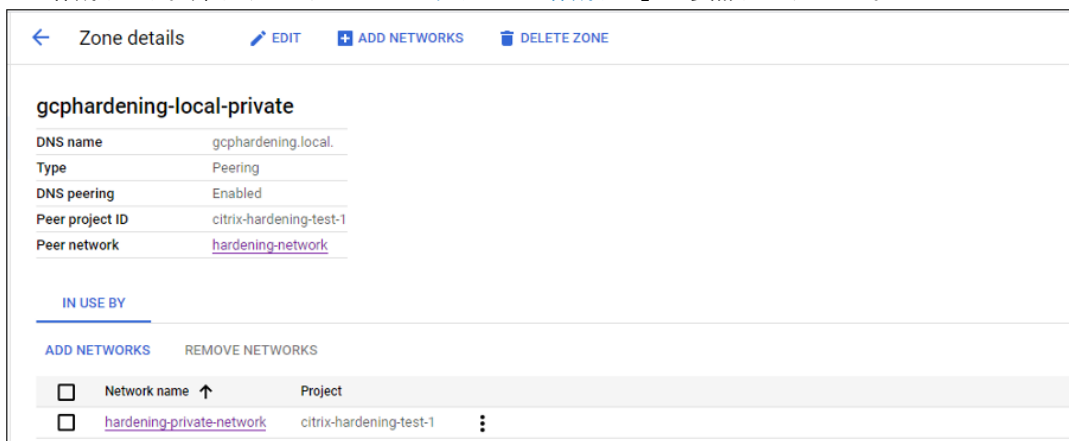 Zone details EDIT ADD NETWORKS DELETE ZONE
gcphardening-local-private
DNS name gcphardening.local.
Type Peering
DNS peering Enabled
Peer project ID citrix-hardening-test-1
Peer network hardening-network
IN USE BY
ADD NETWORKS REMOVE NETWORKS
Network name Project
hardening-private-network citrix-hardening-test-1